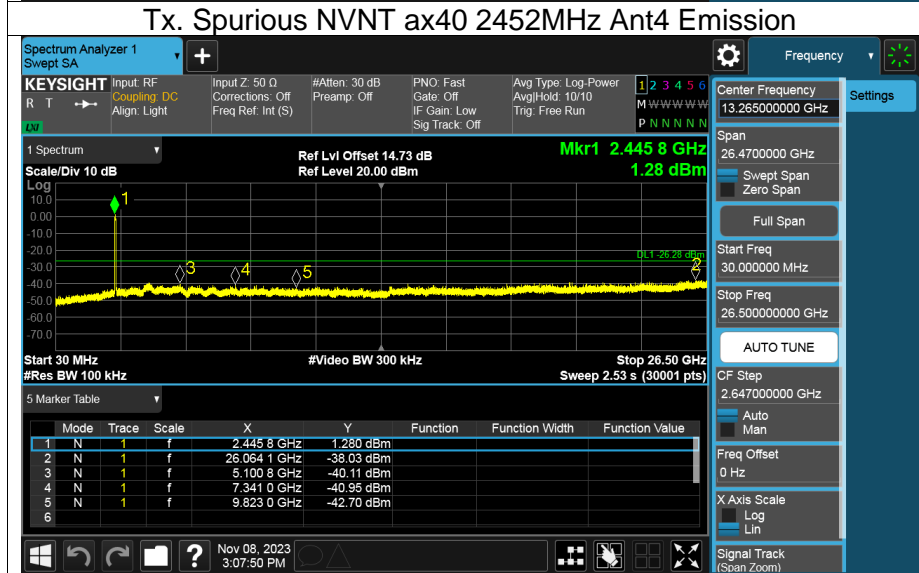 Tx. Spurious NVNT ax40 2452MHz Ant4 Emission
Spectrum Analyzer 1
Swept SA
+
Frequency
KEYSIGHT
R T
LXI
Input: RF
Coupling: DC
Align: Light
Input Z: 50 Ω
Corrections: Off
Freq Ref: Int (S)
#Atten: 30 dB
Preamp: Off
PNO: Fast
Gate: Off
IF Gain: Low
Sig Track: Off
Avg Type: Log-Power
Avg|Hold: 10/10
Trig: Free Run
1 2 3 4 5 6
M W W W W W
P N N N N N
1 Spectrum
Scale/Div 10 dB
Ref Lvl Offset 14.73 dB
Ref Level 20.00 dBm
Mkr1 2.445 8 GHz
1.28 dBm
Log
10.0
0.00
-10.0
-20.0
-30.0
-40.0
-50.0
-60.0
-70.0
1
3
4
5
2
DL1 -26.28 dBm
Start 30 MHz
#Res BW 100 kHz
#Video BW 300 kHz
Stop 26.50 GHz
Sweep 2.53 s (30001 pts)
5 Marker Table
Mode Trace Scale X Y Function Function Width Function Value
1 N 1 f 2.445 8 GHz 1.280 dBm
2 N 1 f 26.064 1 GHz -38.03 dBm
3 N 1 f 5.100 8 GHz -40.11 dBm
4 N 1 f 7.341 0 GHz -40.95 dBm
5 N 1 f 9.823 0 GHz -42.70 dBm
6
?
Nov 08, 2023
3:07:50 PM
Center Frequency
13.265000000 GHz
Span
26.4700000 GHz
Swept Span
Zero Span
Full Span
Start Freq
30.000000 MHz
Stop Freq
26.500000000 GHz
AUTO TUNE
CF Step
2.647000000 GHz
Auto
Man
Freq Offset
0 Hz
X Axis Scale
Log
Lin
Signal Track
(Span Zoom)
Settings